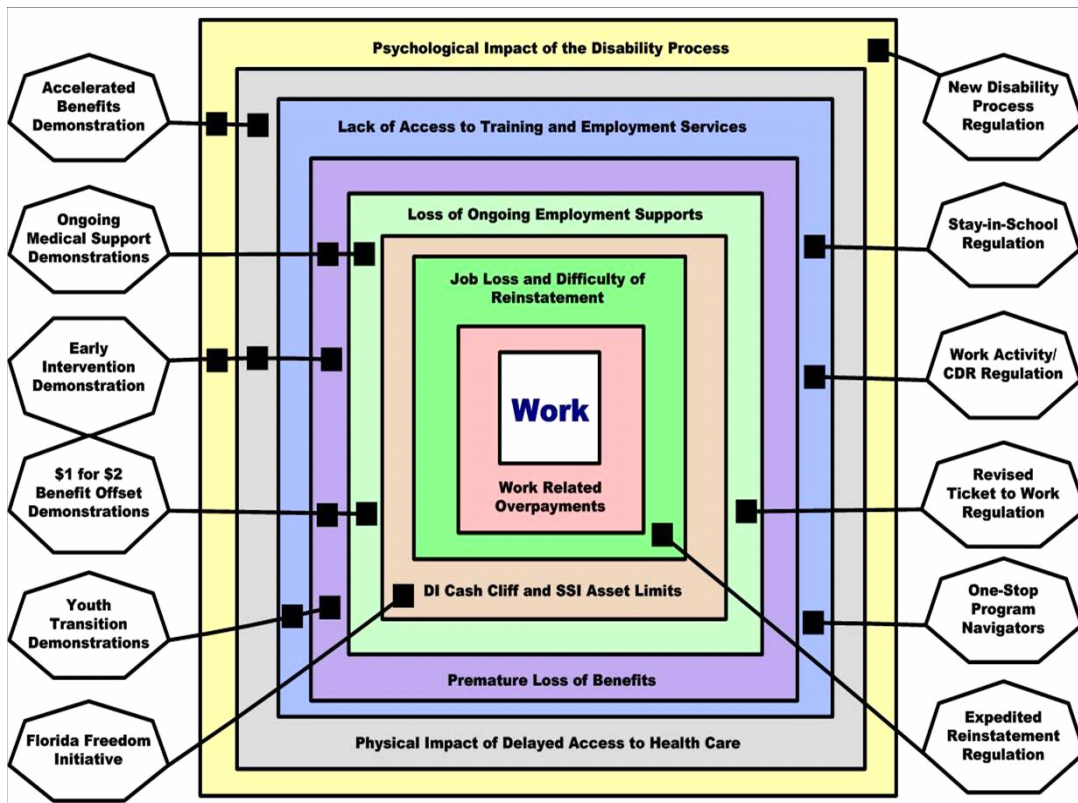 Psychological Impact of the Disability Process
Accelerated
Benefits
Demonstration
New Disability
Process
Regulation
Lack of Access to Training and Employment Services
Ongoing
Medical Support
Demonstrations
Loss of Ongoing Employment Supports
Stay-in-School
Regulation
Job Loss and Difficulty of
Reinstatement
Early
Intervention
Demonstration
Work
Work Activity/
CDR Regulation
$1 for $2
Benefit Offset
Demonstrations
Work Related
Overpayments
Revised
Ticket to Work
Regulation
Youth
Transition
Demonstrations
DI Cash Cliff and SSI Asset Limits
One-Stop
Program
Navigators
Premature Loss of Benefits
Florida Freedom
Initiative
Physical Impact of Delayed Access to Health Care
Expedited
Reinstatement
Regulation